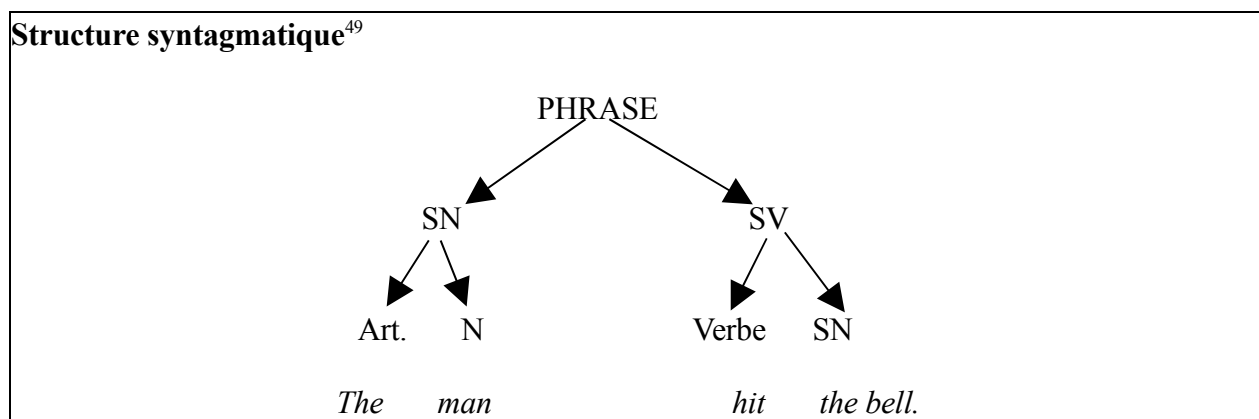 Structure syntagmatique⁴⁹
PHRASE
SN SV
Art. N Verbe SN
The man hit the bell.